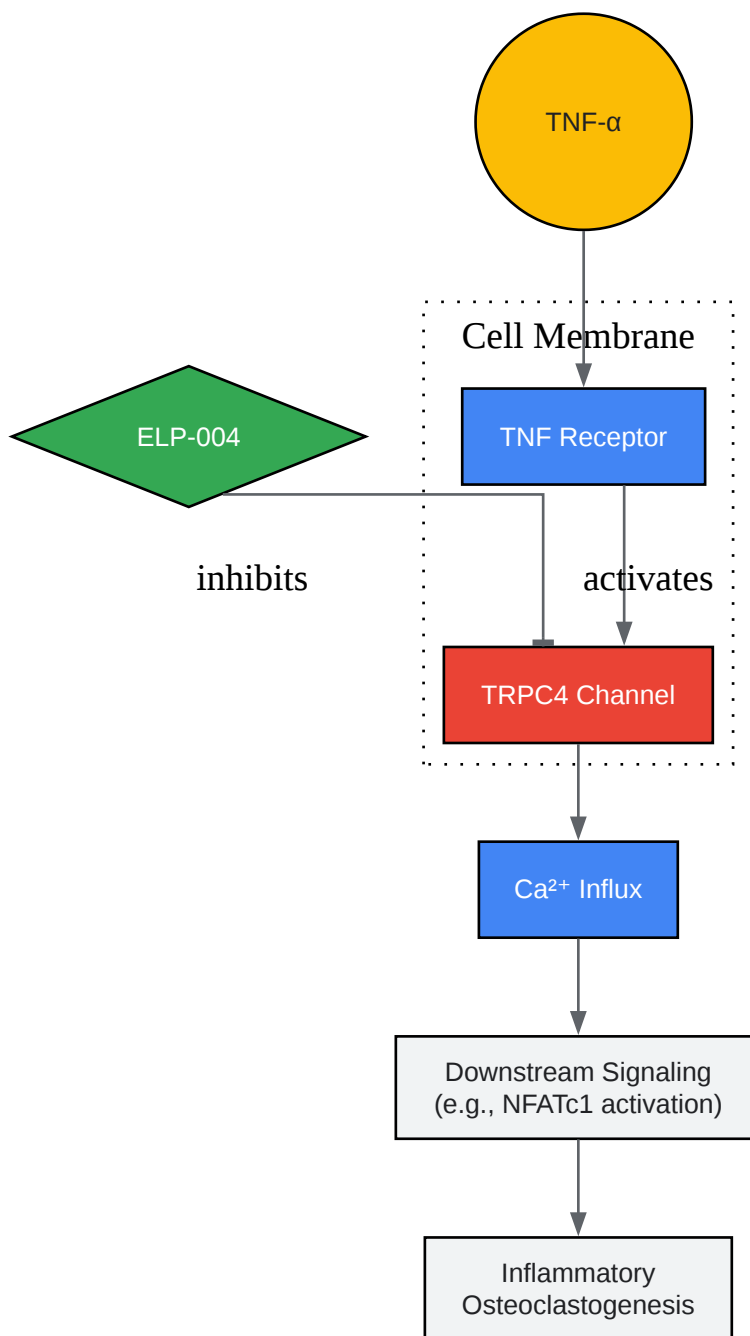 TNF-α
Cell Membrane
TNF Receptor
ELP-004
inhibits
activates
TRPC4 Channel
Ca²⁺ Influx
Downstream Signaling
(e.g., NFATc1 activation)
Inflammatory
Osteoclastogenesis